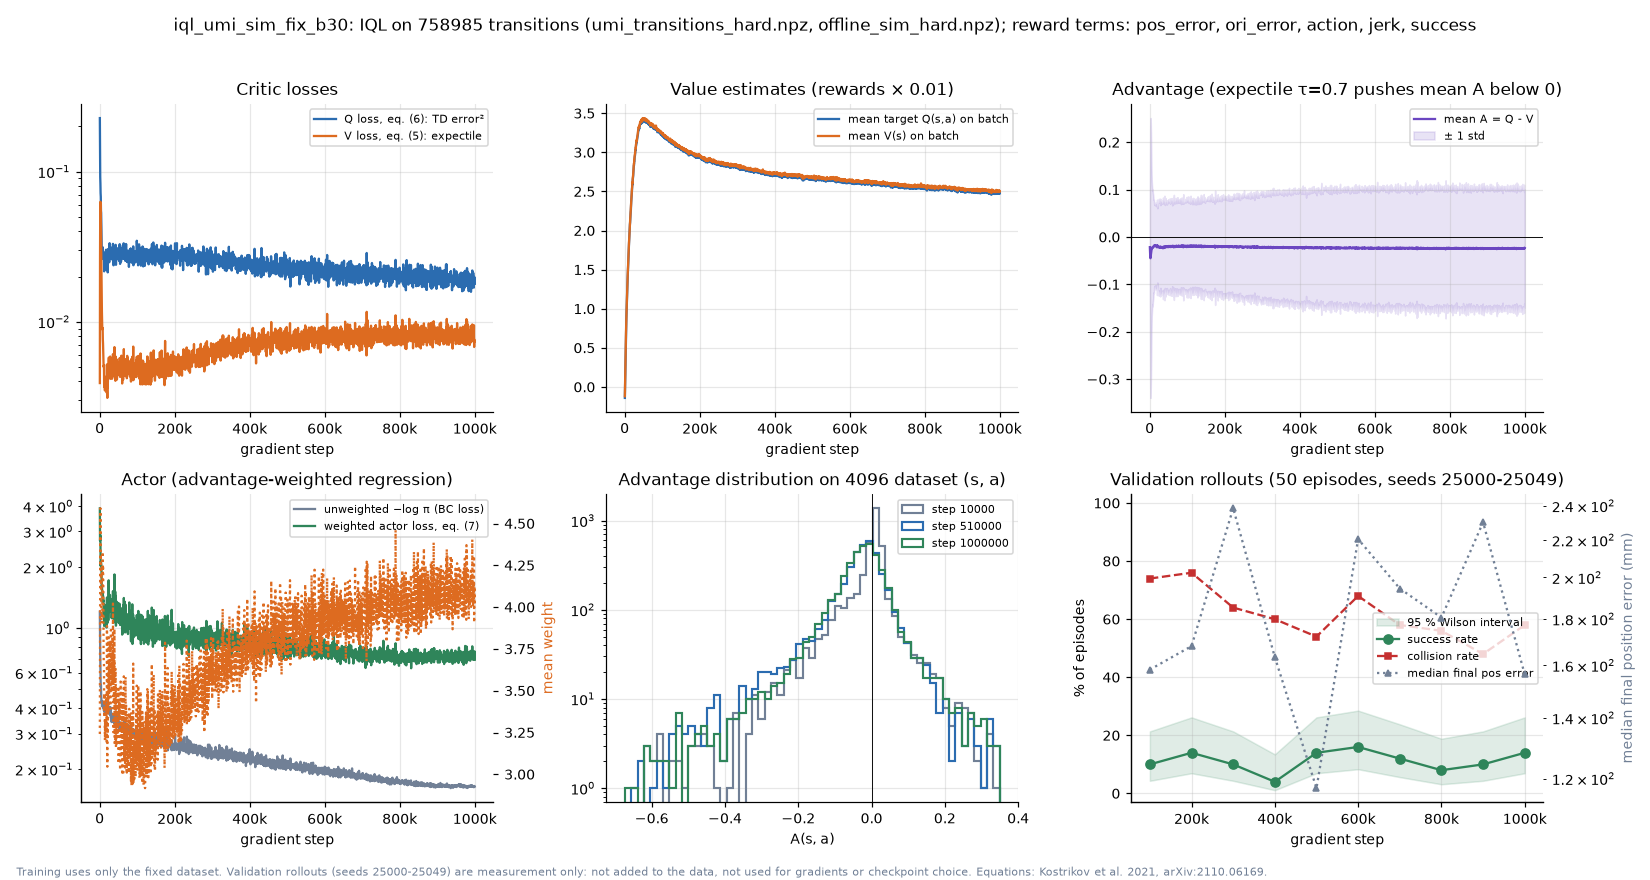 iql_umi_sim_fix_b30: IQL on 758985 transitions (umi_transitions_hard.npz, offline_sim_hard.npz); reward terms: pos_error, ori_error, action, jerk, success
Critic losses
Q loss, eq. (6): TD error²
V loss, eq. (5): expectile
10⁻¹
10⁻²
0 200k 400k 600k 800k 1000k
gradient step
Value estimates (rewards × 0.01)
mean target Q(s,a) on batch
mean V(s) on batch
3.5
3.0
2.5
2.0
1.5
1.0
0.5
0.0
0 200k 400k 600k 800k 1000k
gradient step
Advantage (expectile τ=0.7 pushes mean A below 0)
mean A = Q - V
± 1 std
0.2
0.1
0.0
−0.1
−0.2
−0.3
0 200k 400k 600k 800k 1000k
gradient step
Actor (advantage-weighted regression)
unweighted −log π (BC loss)
weighted actor loss, eq. (7)
4 × 10⁰
3 × 10⁰
2 × 10⁰
10⁰
6 × 10⁻¹
4 × 10⁻¹
3 × 10⁻¹
2 × 10⁻¹
4.50
4.25
4.00
3.75
3.50
3.25
3.00
mean weight
0 200k 400k 600k 800k 1000k
gradient step
Advantage distribution on 4096 dataset (s, a)
step 10000
step 510000
step 1000000
10³
10²
10¹
10⁰
−0.6 −0.4 −0.2 0.0 0.2 0.4
A(s, a)
Validation rollouts (50 episodes, seeds 25000-25049)
95 % Wilson interval
success rate
collision rate
median final pos error
% of episodes
100
80
60
40
20
0
2.4 × 10²
2.2 × 10²
2 × 10²
1.8 × 10²
1.6 × 10²
1.4 × 10²
1.2 × 10²
median final position error (mm)
200k 400k 600k 800k 1000k
gradient step
Training uses only the fixed dataset. Validation rollouts (seeds 25000-25049) are measurement only: not added to the data, not used for gradients or checkpoint choice. Equations: Kostrikov et al. 2021, arXiv:2110.06169.